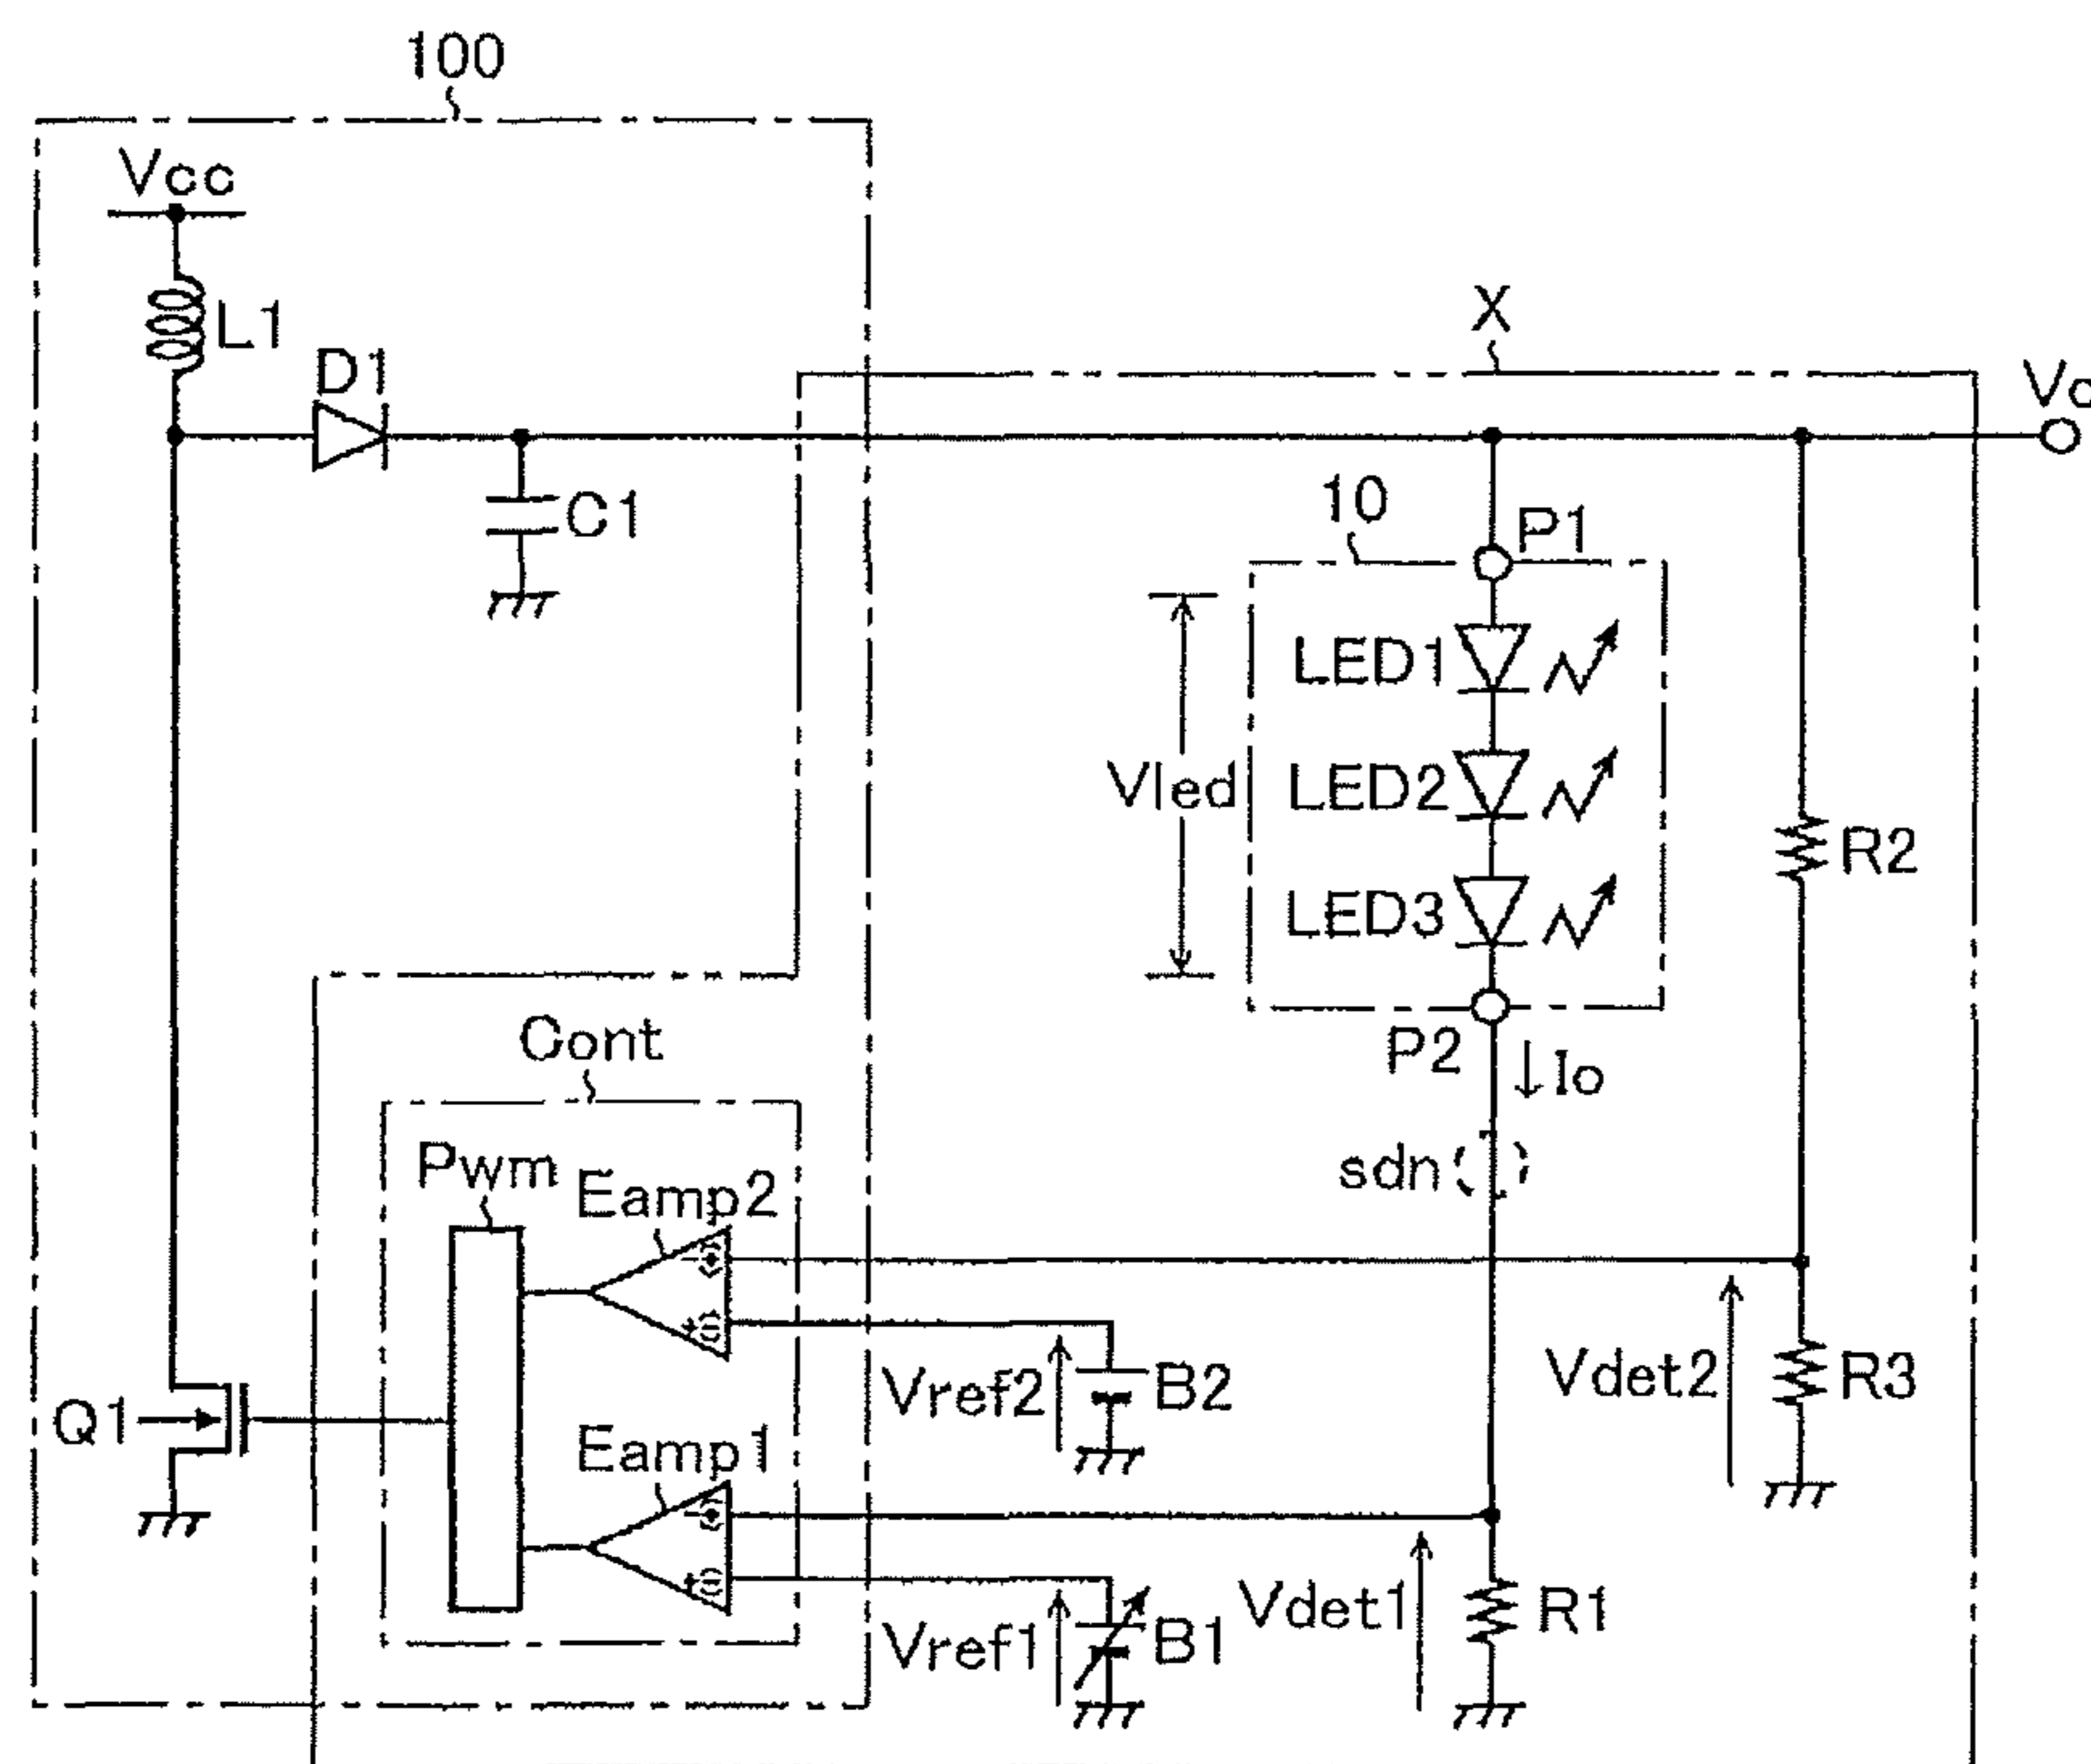 100
Vcc
L1
D1
X
C1
10
P1
LED1
Vled
LED2
R2
LED3
Cont
P2
Io
Pwm
Eamp2
sdn
Vref2
B2
Vdet2
R3
Q1
Eamp1
Vref1
B1
Vdet1
R1